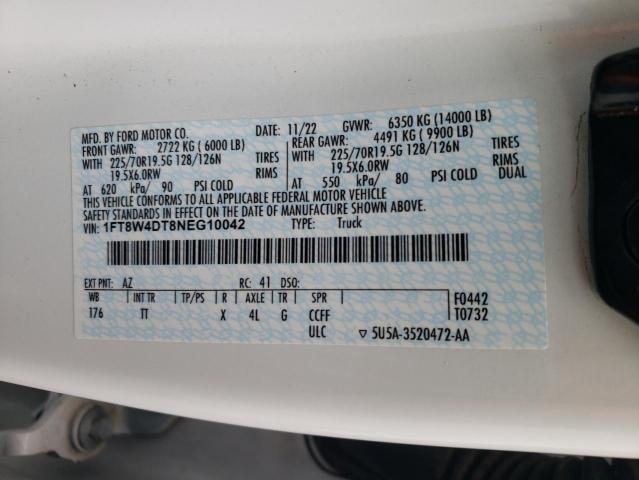 MFD. BY FORD MOTOR CO. DATE: 11/22 GVWR: 6350 KG (14000 LB)
FRONT GAWR: 2722 KG (6000 LB) REAR GAWR: 4491 KG (9900 LB)
WITH 225/70R19.5G 128/126N TIRES WITH 225/70R19.5G 128/126N TIRES
19.5X6.0RW RIMS 19.5X6.0RW RIMS
AT 620 kPa/ 90 PSI COLD AT 550 kPa/ 80 PSI COLD DUAL
THIS VEHICLE CONFORMS TO ALL APPLICABLE FEDERAL MOTOR VEHICLE
SAFETY STANDARDS IN EFFECT ON THE DATE OF MANUFACTURE SHOWN ABOVE.
VIN: 1FT8W4DT8NEG10042 TYPE: Truck
EXT PNT: AZ RC: 41 DSO:
WB INT TR TP/PS R AXLE TR SPR F0442
176 TT X 4L G CCFF T0732
ULC ▽ 5U5A-3520472-AA